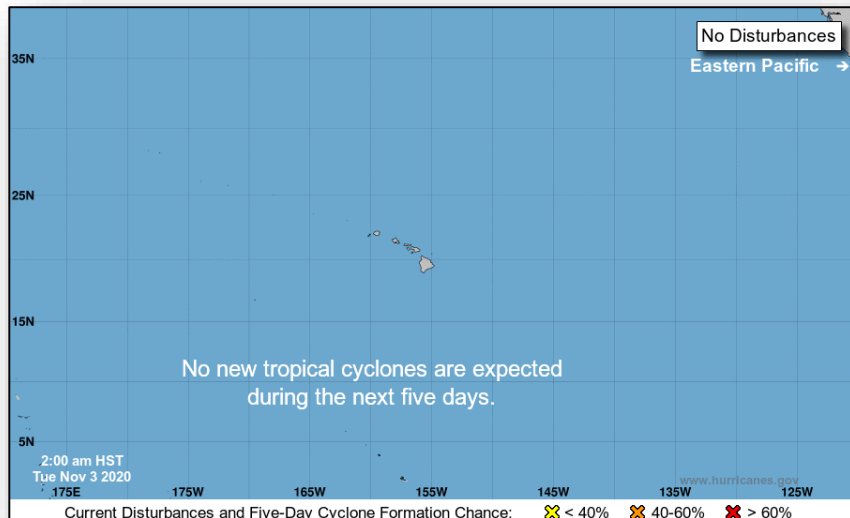 No Disturbances
Eastern Pacific →
35N
25N
15N
No new tropical cyclones are expected
during the next five days.
5N
2:00 am HST
Tue Nov 3 2020
www.hurricanes.gov
175E 175W 165W 155W 145W 135W 125W
Current Disturbances and Five-Day Cyclone Formation Chance: < 40% 40-60% > 60%